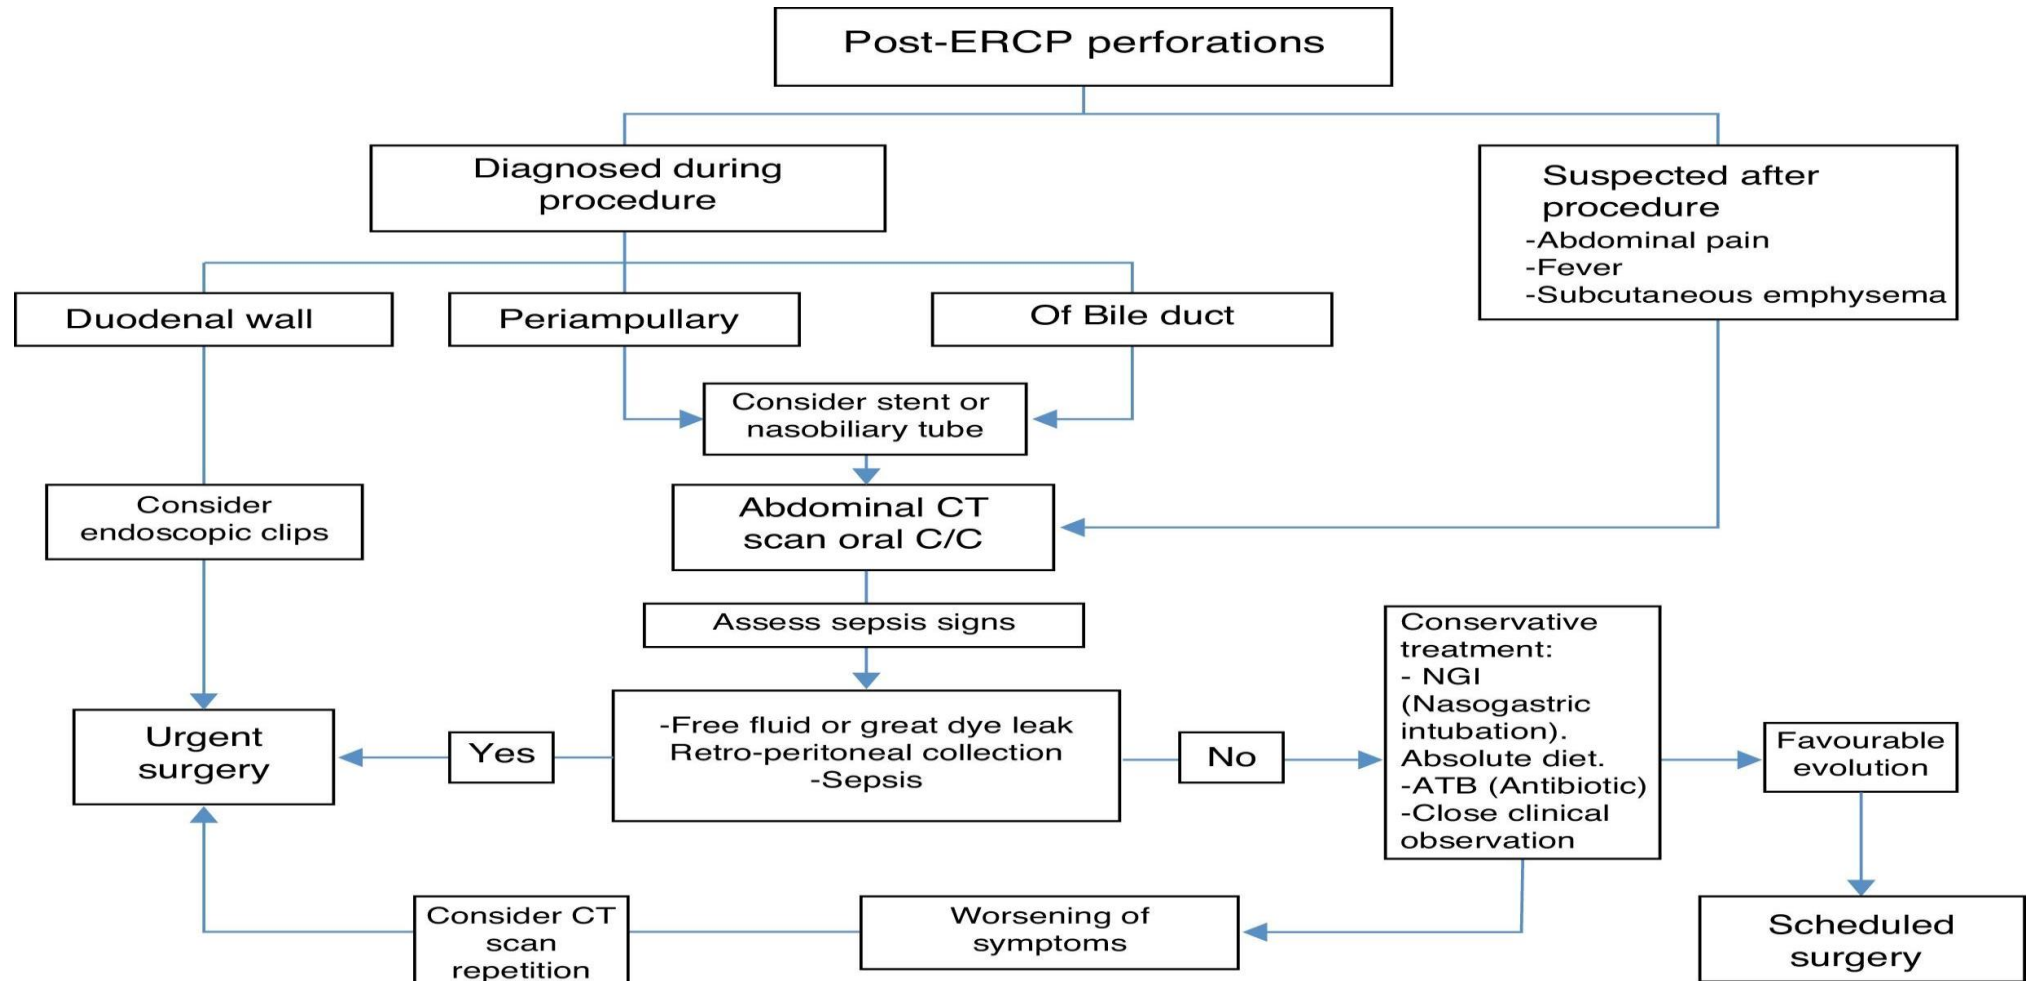 Post-ERCP perforations
Diagnosed during
procedure
Suspected after
procedure
-Abdominal pain
-Fever
-Subcutaneous emphysema
Duodenal wall
Periampullary
Of Bile duct
Consider stent or
nasobiliary tube
Consider
endoscopic clips
Abdominal CT
scan oral C/C
Assess sepsis signs
Urgent
surgery
Yes
-Free fluid or great dye leak
Retro-peritoneal collection
-Sepsis
No
Conservative
treatment:
- NGI
(Nasogastric
intubation).
Absolute diet.
-ATB (Antibiotic)
-Close clinical
observation
Favourable
evolution
Consider CT
scan
repetition
Worsening of
symptoms
Scheduled
surgery